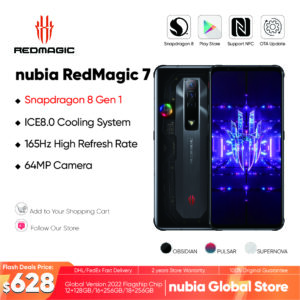 REDMAGIC
Snapdragon 8
Play Store
Support NFC
OTA Update
nubia RedMagic 7
Snapdragon 8 Gen 1
ICE8.0 Cooling System
165Hz High Refresh Rate
64MP Camera
Add to Your Shopping Cart
Follow Our Store
OBSIDIAN
PULSAR
SUPERNOVA
Flash Deals Price:
$628
DHL/FedEx Fast Delivery
2 years Store Warranty
100% Original Guarantee
Global Version 2022 Flagship Chip
12+128GB/16+256GB/18+256GB
nubia Global Store